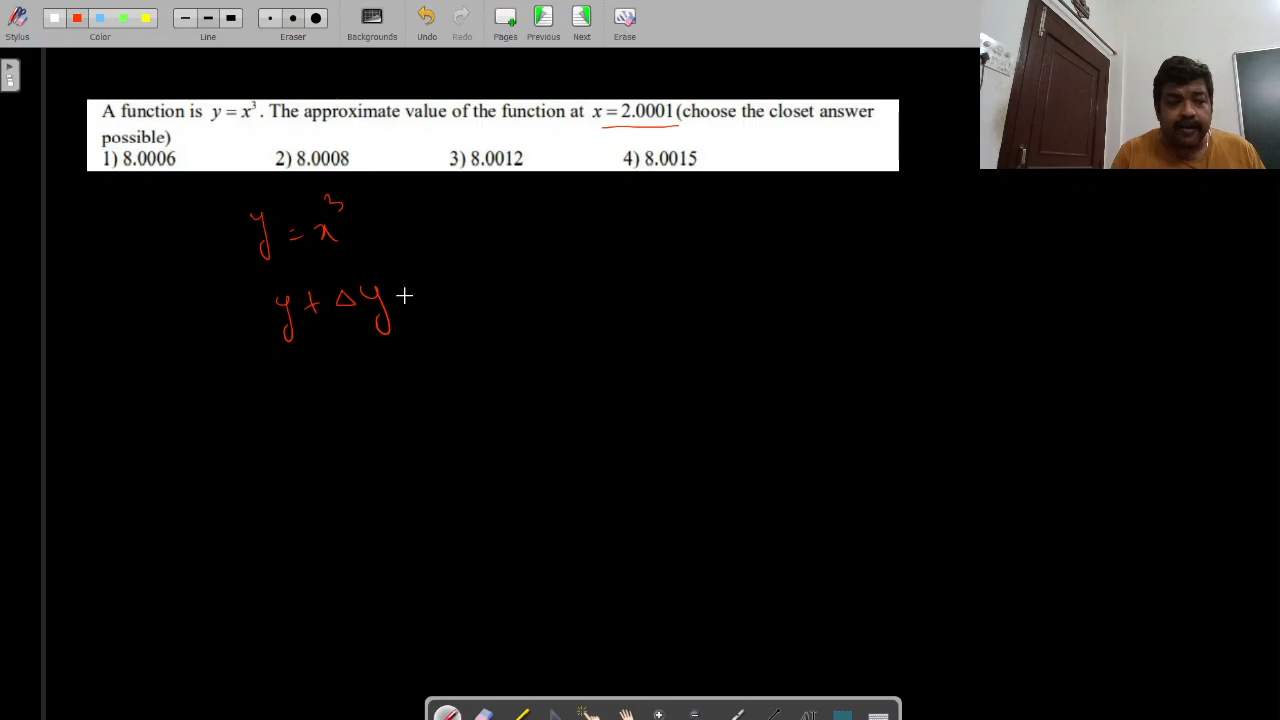 Stylus
Color
Line
Eraser
Backgrounds
Undo
Redo
Pages
Previous
Next
Erase
A function is y = x³. The approximate value of the function at x = 2.0001(choose the closet answer
possible)
1) 8.0006 2) 8.0008 3) 8.0012 4) 8.0015
y = x³
y + Δy